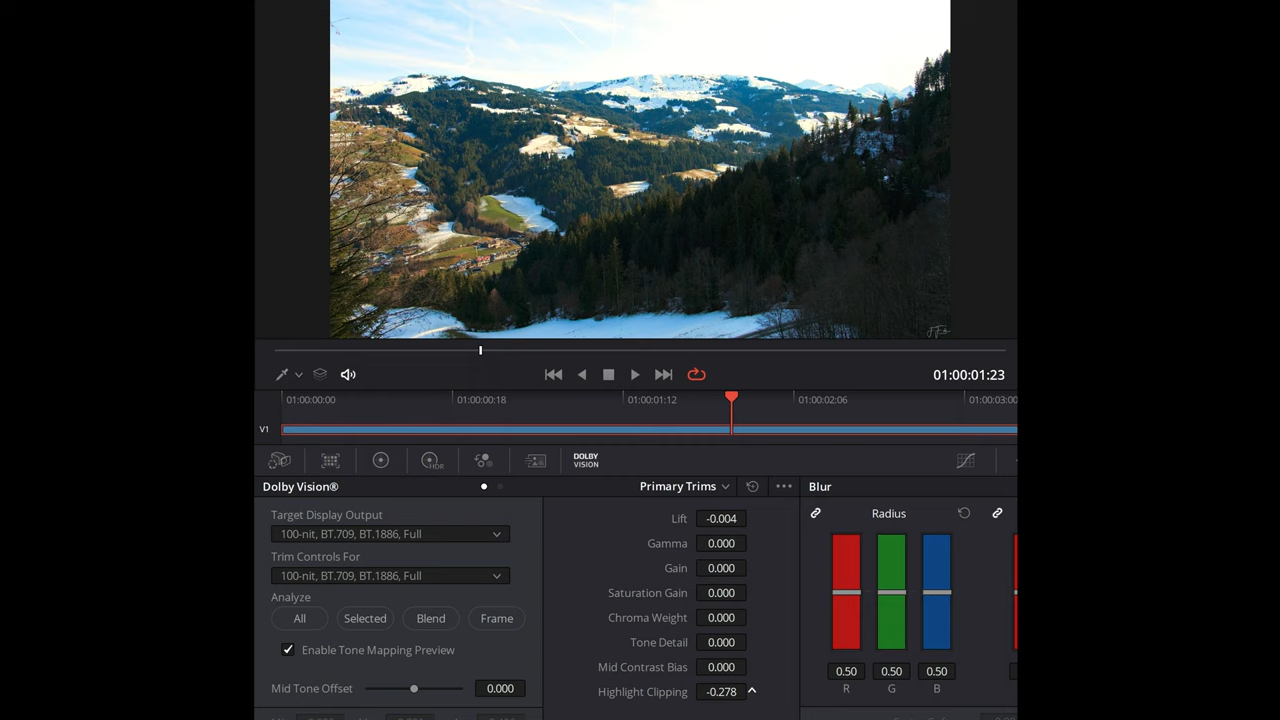 01:00:01:23
01:00:00:00 01:00:00:18 01:00:01:12 01:00:02:06 01:00:03:00
V1
HDR
DOLBY
VISION
Dolby Vision®
Primary Trims
Blur
Target Display Output
100-nit, BT.709, BT.1886, Full
Trim Controls For
100-nit, BT.709, BT.1886, Full
Analyze
All Selected Blend Frame
Enable Tone Mapping Preview
Mid Tone Offset 0.000
Lift -0.004
Gamma 0.000
Gain 0.000
Saturation Gain 0.000
Chroma Weight 0.000
Tone Detail 0.000
Mid Contrast Bias 0.000
Highlight Clipping -0.278
Radius
0.50 0.50 0.50
R G B